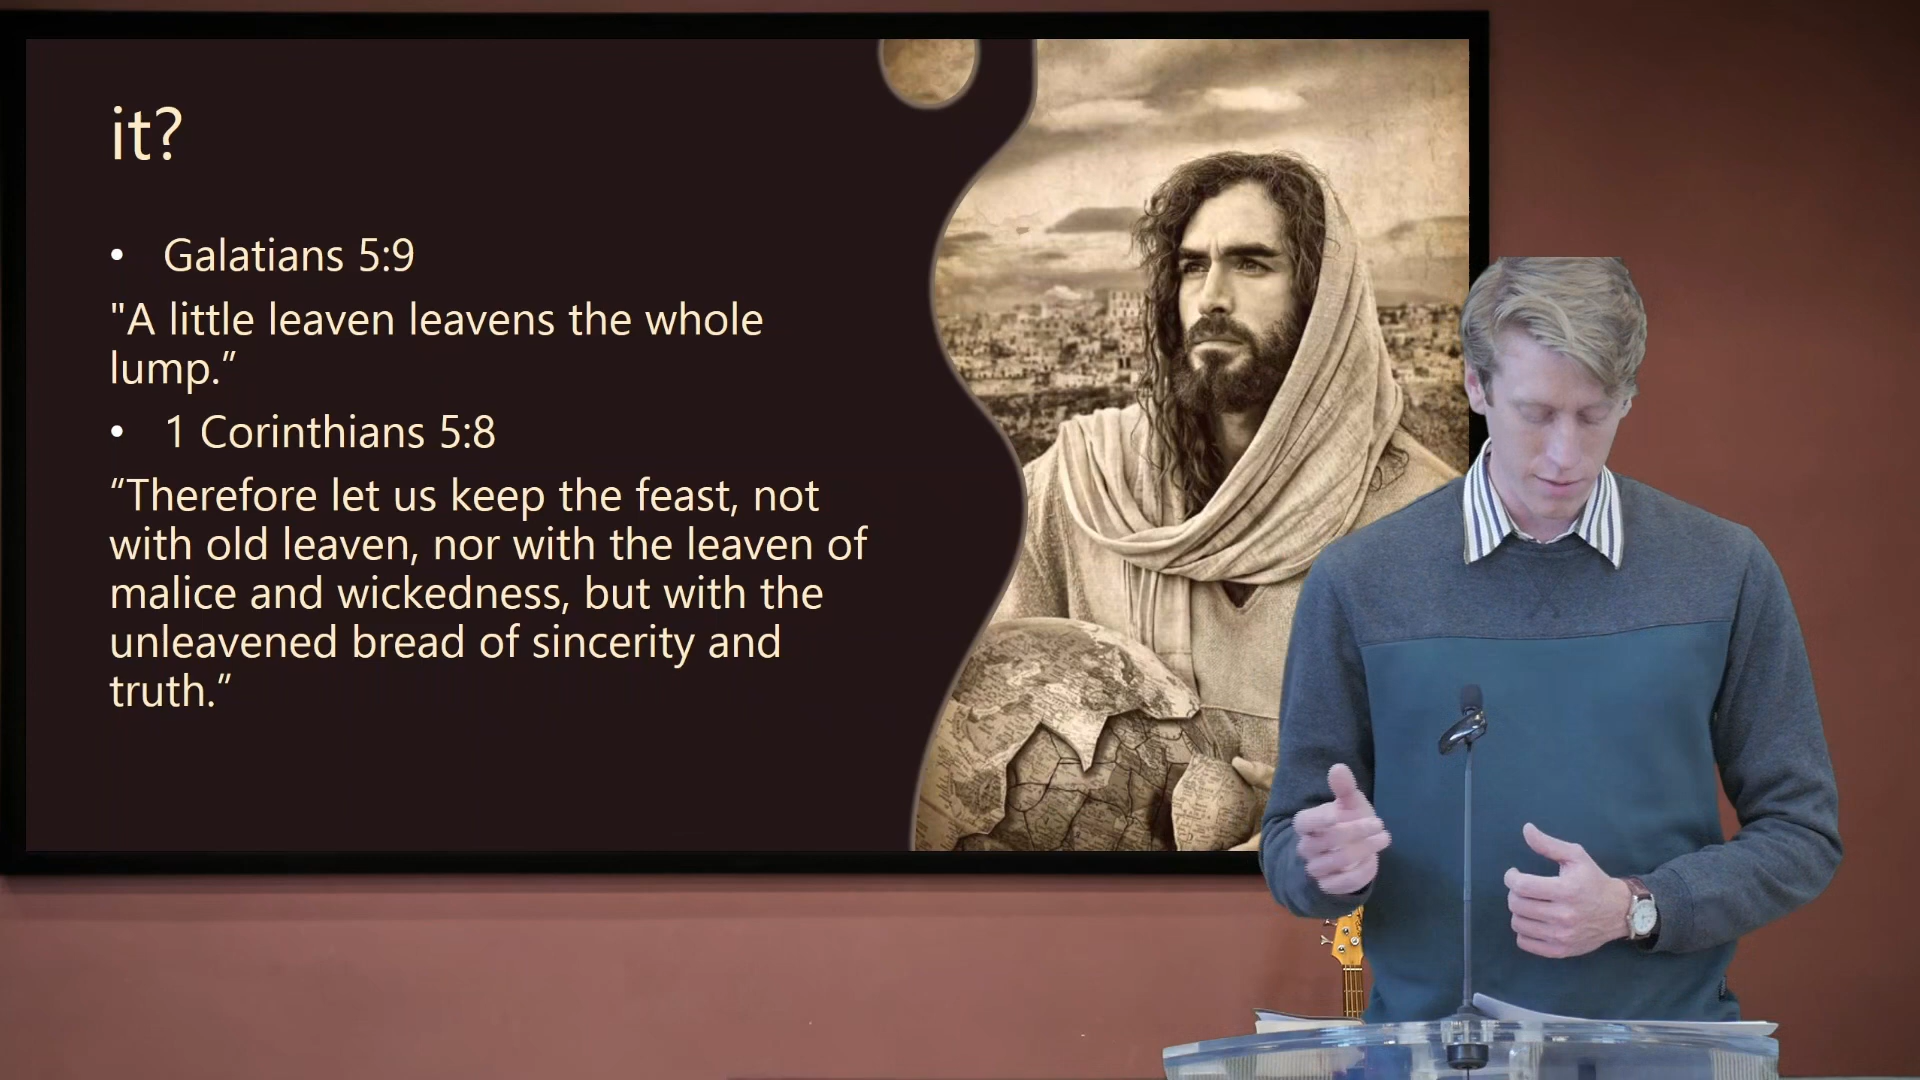 it?
• Galatians 5:9
"A little leaven leavens the whole
lump.”
• 1 Corinthians 5:8
“Therefore let us keep the feast, not
with old leaven, nor with the leaven of
malice and wickedness, but with the
unleavened bread of sincerity and
truth.”